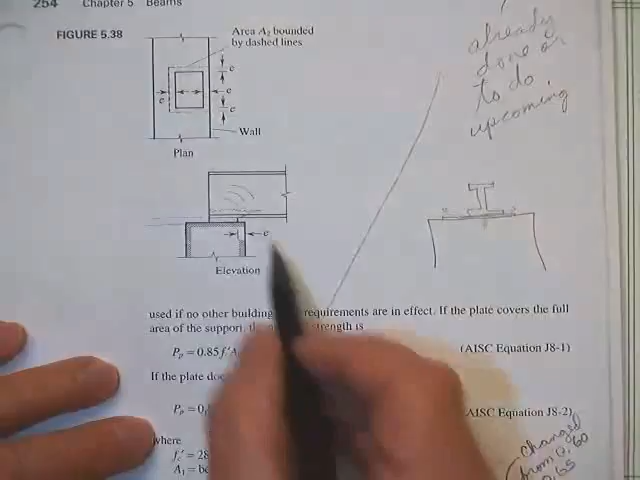 254 Chapter 5 Beams
FIGURE 5.38
Area A₂ bounded
by dashed lines
e
e
e
e
Wall
Plan
e
Elevation
already
done or
to do.
upcoming
used if no other building requirements are in effect. If the plate covers the full
area of the support, the strength is
Pₚ = 0.85f′c A
(AISC Equation J8-1)
If the plate
Pₚ = 0.
(AISC Equation J8-2)
where
f′c = 28
A₁ =
Changed
from 0.60
0.65